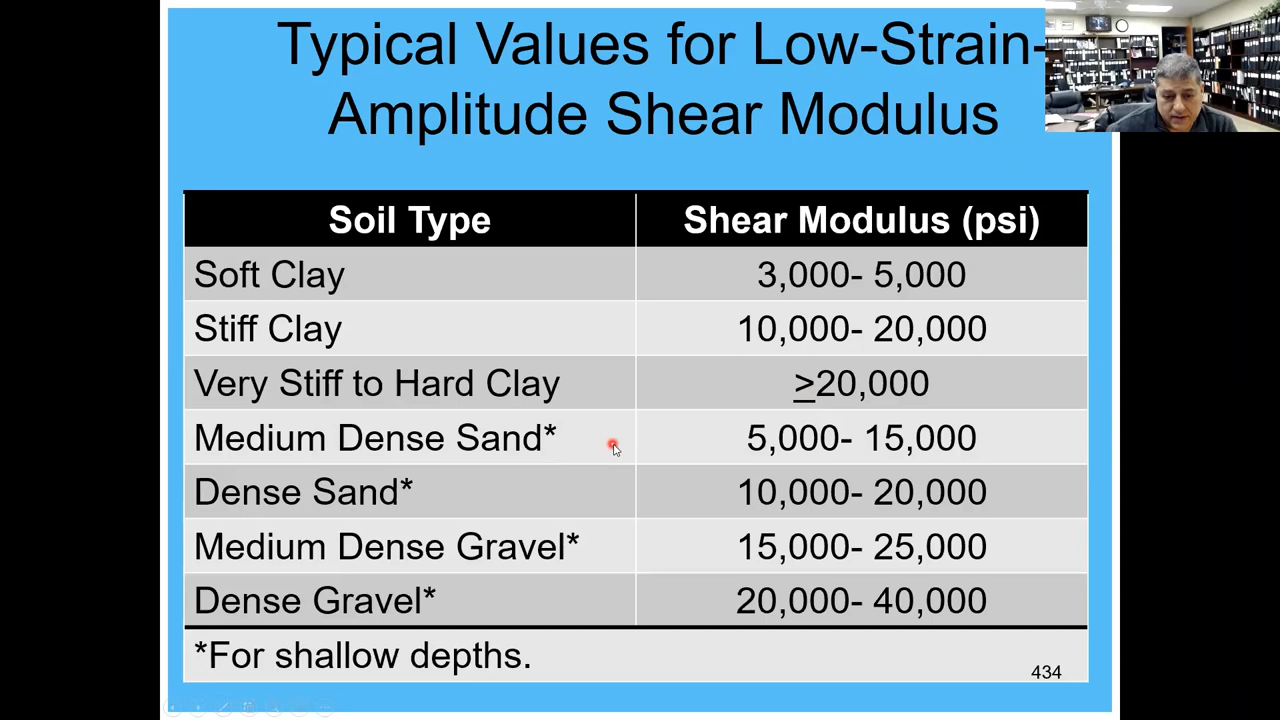 Typical Values for Low-Strain-
Amplitude Shear Modulus
Soil Type Shear Modulus (psi)
Soft Clay 3,000- 5,000
Stiff Clay 10,000- 20,000
Very Stiff to Hard Clay >20,000
Medium Dense Sand* 5,000- 15,000
Dense Sand* 10,000- 20,000
Medium Dense Gravel* 15,000- 25,000
Dense Gravel* 20,000- 40,000
*For shallow depths.
434